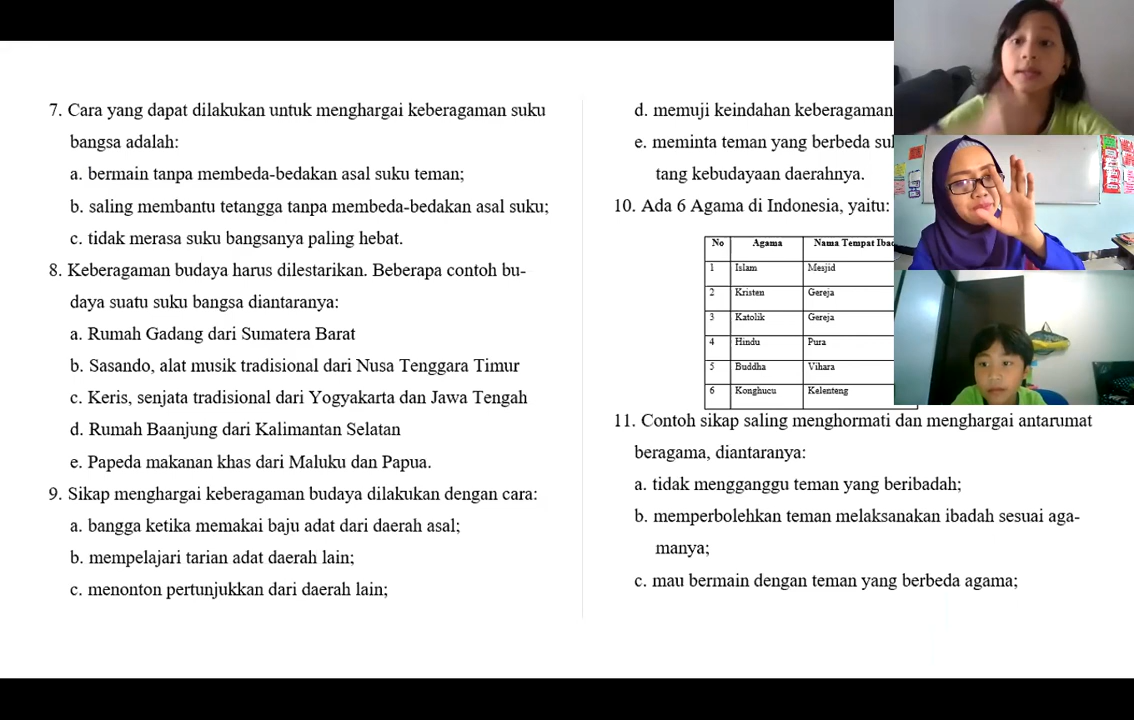 7. Cara yang dapat dilakukan untuk menghargai keberagaman suku
bangsa adalah:
a. bermain tanpa membeda-bedakan asal suku teman;
b. saling membantu tetangga tanpa membeda-bedakan asal suku;
c. tidak merasa suku bangsanya paling hebat.
8. Keberagaman budaya harus dilestarikan. Beberapa contoh bu-
daya suatu suku bangsa diantaranya:
a. Rumah Gadang dari Sumatera Barat
b. Sasando, alat musik tradisional dari Nusa Tenggara Timur
c. Keris, senjata tradisional dari Yogyakarta dan Jawa Tengah
d. Rumah Baanjung dari Kalimantan Selatan
e. Papeda makanan khas dari Maluku dan Papua.
9. Sikap menghargai keberagaman budaya dilakukan dengan cara:
a. bangga ketika memakai baju adat dari daerah asal;
b. mempelajari tarian adat daerah lain;
c. menonton pertunjukkan dari daerah lain;
d. memuji keindahan keberagaman
e. meminta teman yang berbeda
tang kebudayaan daerahnya.
10. Ada 6 Agama di Indonesia, yaitu:
No Agama Nama Tempat
1 Islam Mesjid
2 Kristen Gereja
3 Katolik Gereja
4 Hindu Pura
5 Buddha Vihara
6 Konghucu Kelenteng
11. Contoh sikap saling menghormati dan menghargai antarumat
beragama, diantaranya:
a. tidak mengganggu teman yang beribadah;
b. memperbolehkan teman melaksanakan ibadah sesuai aga-
manya;
c. mau bermain dengan teman yang berbeda agama;